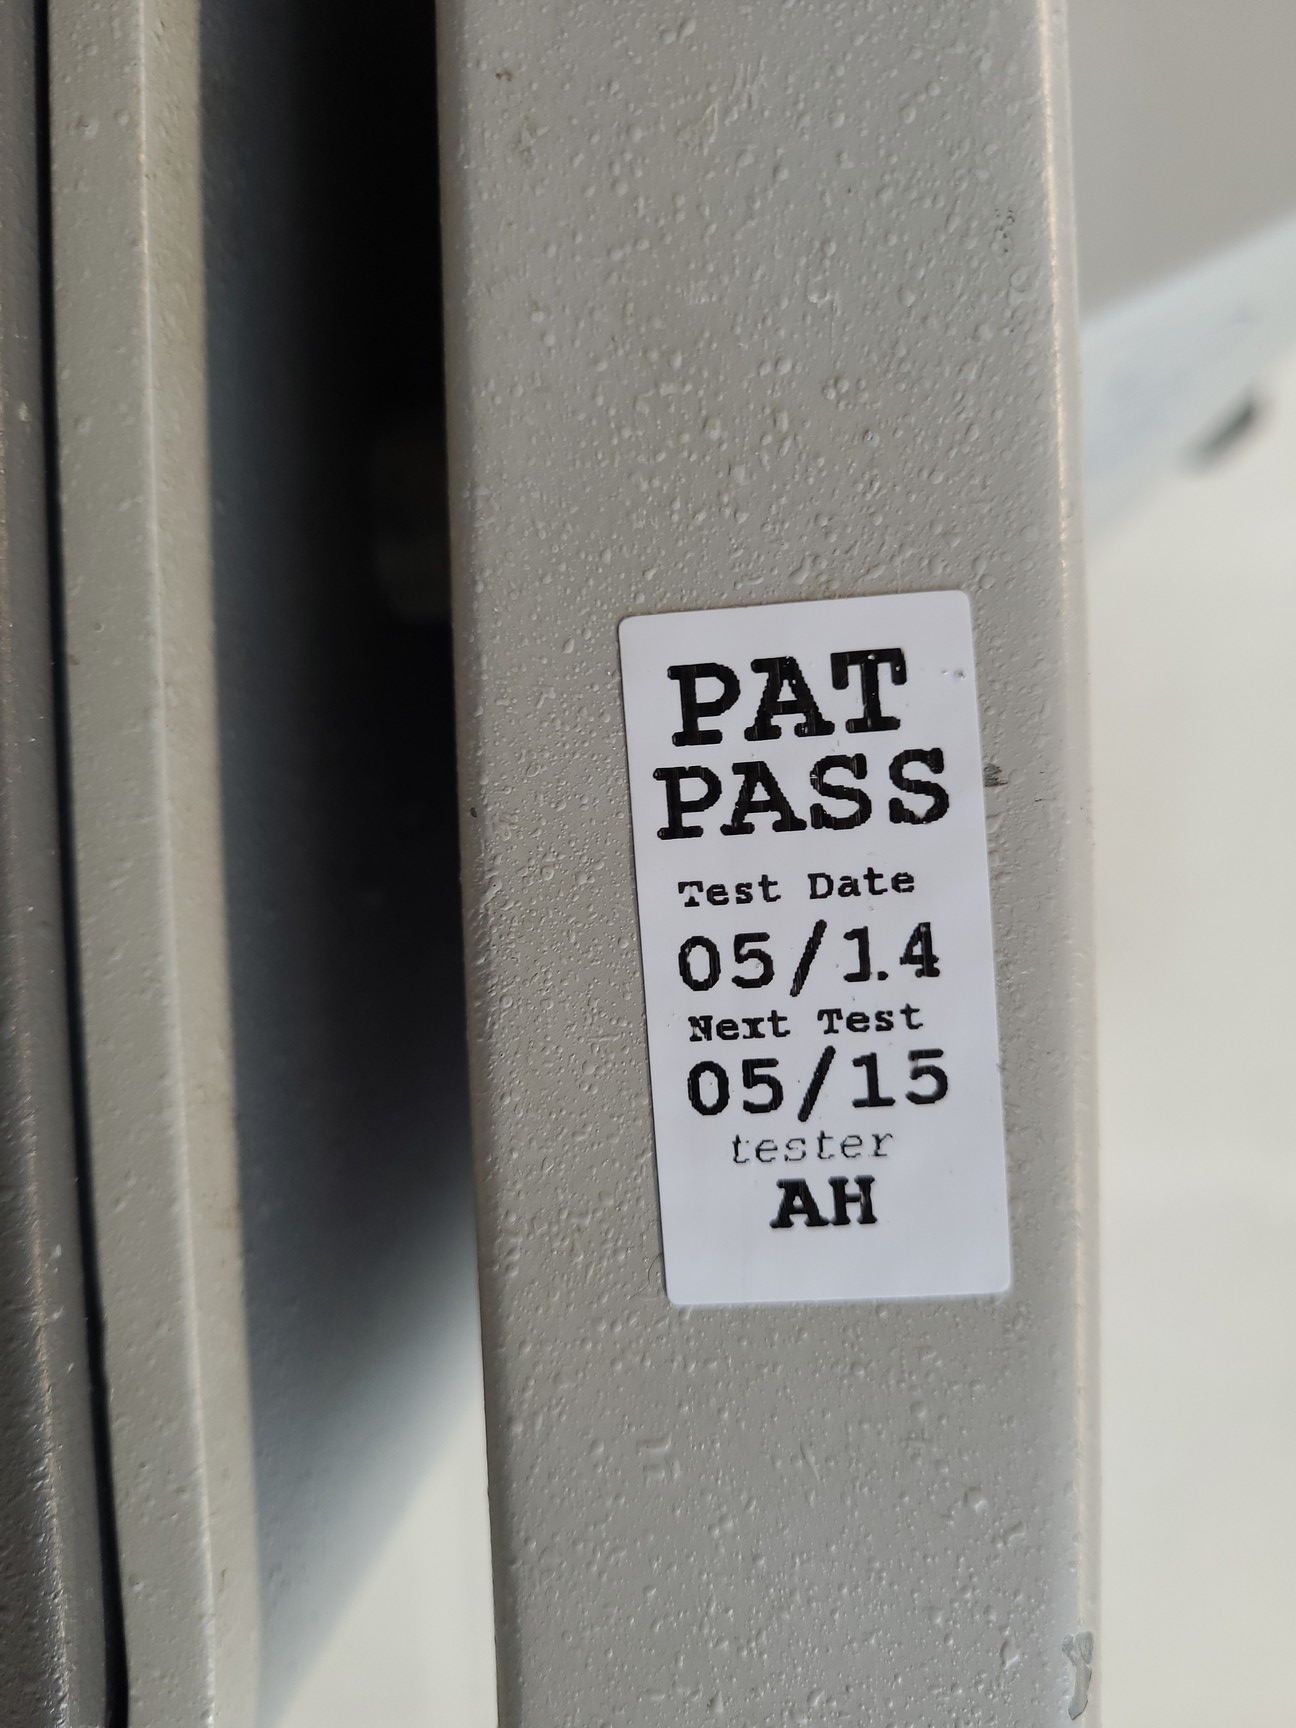 PAT
PASS
Test Date
05/14
Next Test
05/15
tester
AH